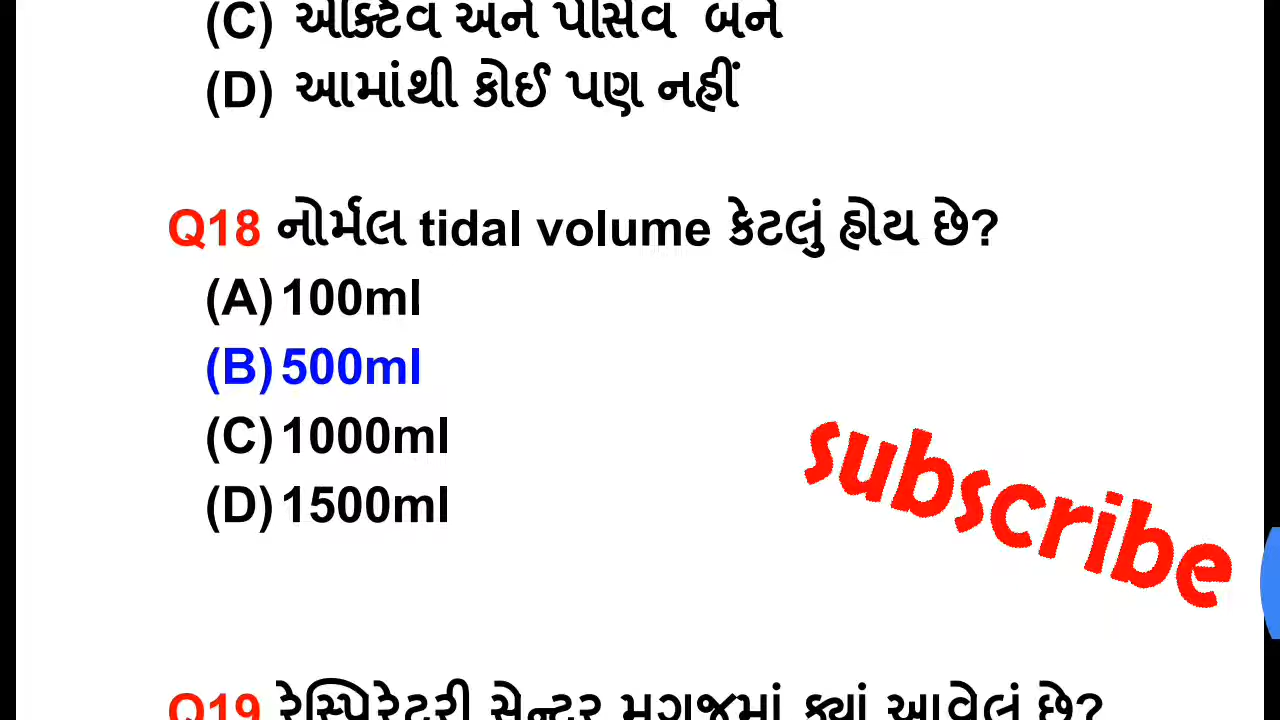 (C) એક્ટિવ અને પેસિવ બંને
(D) આમાંથી કોઈ પણ નહીં
Q18 નોર્મલ tidal volume કેટલું હોય છે?
(A) 100ml
(B) 500ml
(C) 1000ml
(D) 1500ml
subscribe
Q19 રેસ્પિરેટરી સેન્ટર મગજમાં ક્યાં આવેલું છે?